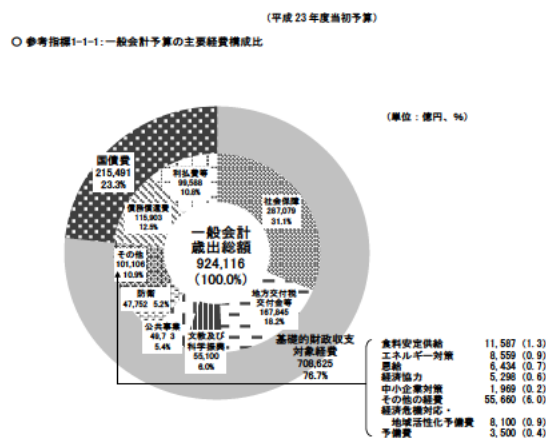 （平成23年度当初予算）
○ 参考指標1-1-1：一般会計予算の主要経費構成比
（単位：億円、％）
国債費
215,491
23.3%
利払費等
99,588
10.8%
債務償還費
115,903
12.5%
社会保障
287,079
31.1%
一般会計
歳出総額
924,116
(100.0%)
その他
101,106
10.9%
防衛
47,752 5.2%
公共事業
5.4%
文教及び
科学振興
55,100
6.0%
地方交付税
交付金等
167,845
18.2%
基礎的財政収支
対象経費
708,625
76.7%
食料安定供給 11,587 (1.3)
エネルギー対策 8,559 (0.9)
恩給 6,434 (0.7)
経済協力 5,298 (0.6)
中小企業対策 1,969 (0.2)
その他の経費 55,660 (6.0)
経済危機対応・
地域活性化予備費 8,100 (0.9)
予備費 3,500 (0.4)